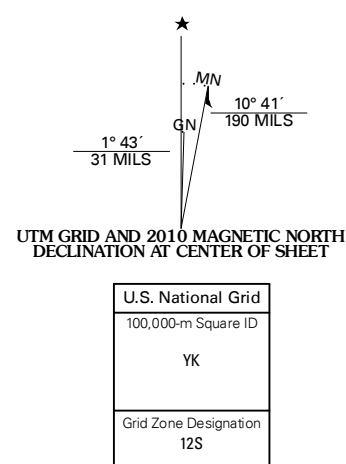 MN
GN
10° 41´
190 MILS
1° 43´
31 MILS
UTM GRID AND 2010 MAGNETIC NORTH
DECLINATION AT CENTER OF SHEET
U.S. National Grid
100,000-m Square ID
YK
Grid Zone Designation
12S